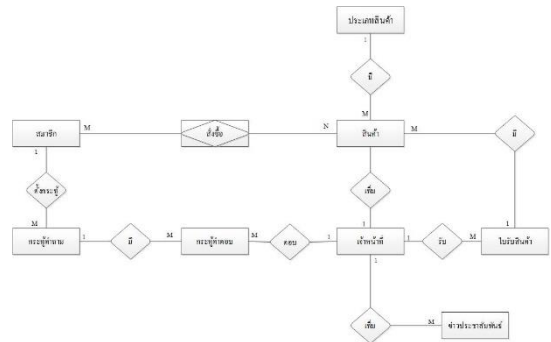 ประเภทสินค้า
1
มี
M
สมาชิก
M
สั่งซื้อ
N
สินค้า
M
มี
1
ตั้งกระทู้
เพิ่ม
M
1
1
กระทู้คำถาม
1
มี
M
กระทู้คำตอบ
M
ตอบ
1
เจ้าหน้าที่
1
รับ
M
ใบรับสินค้า
1
เพิ่ม
M
ข่าวประชาสัมพันธ์